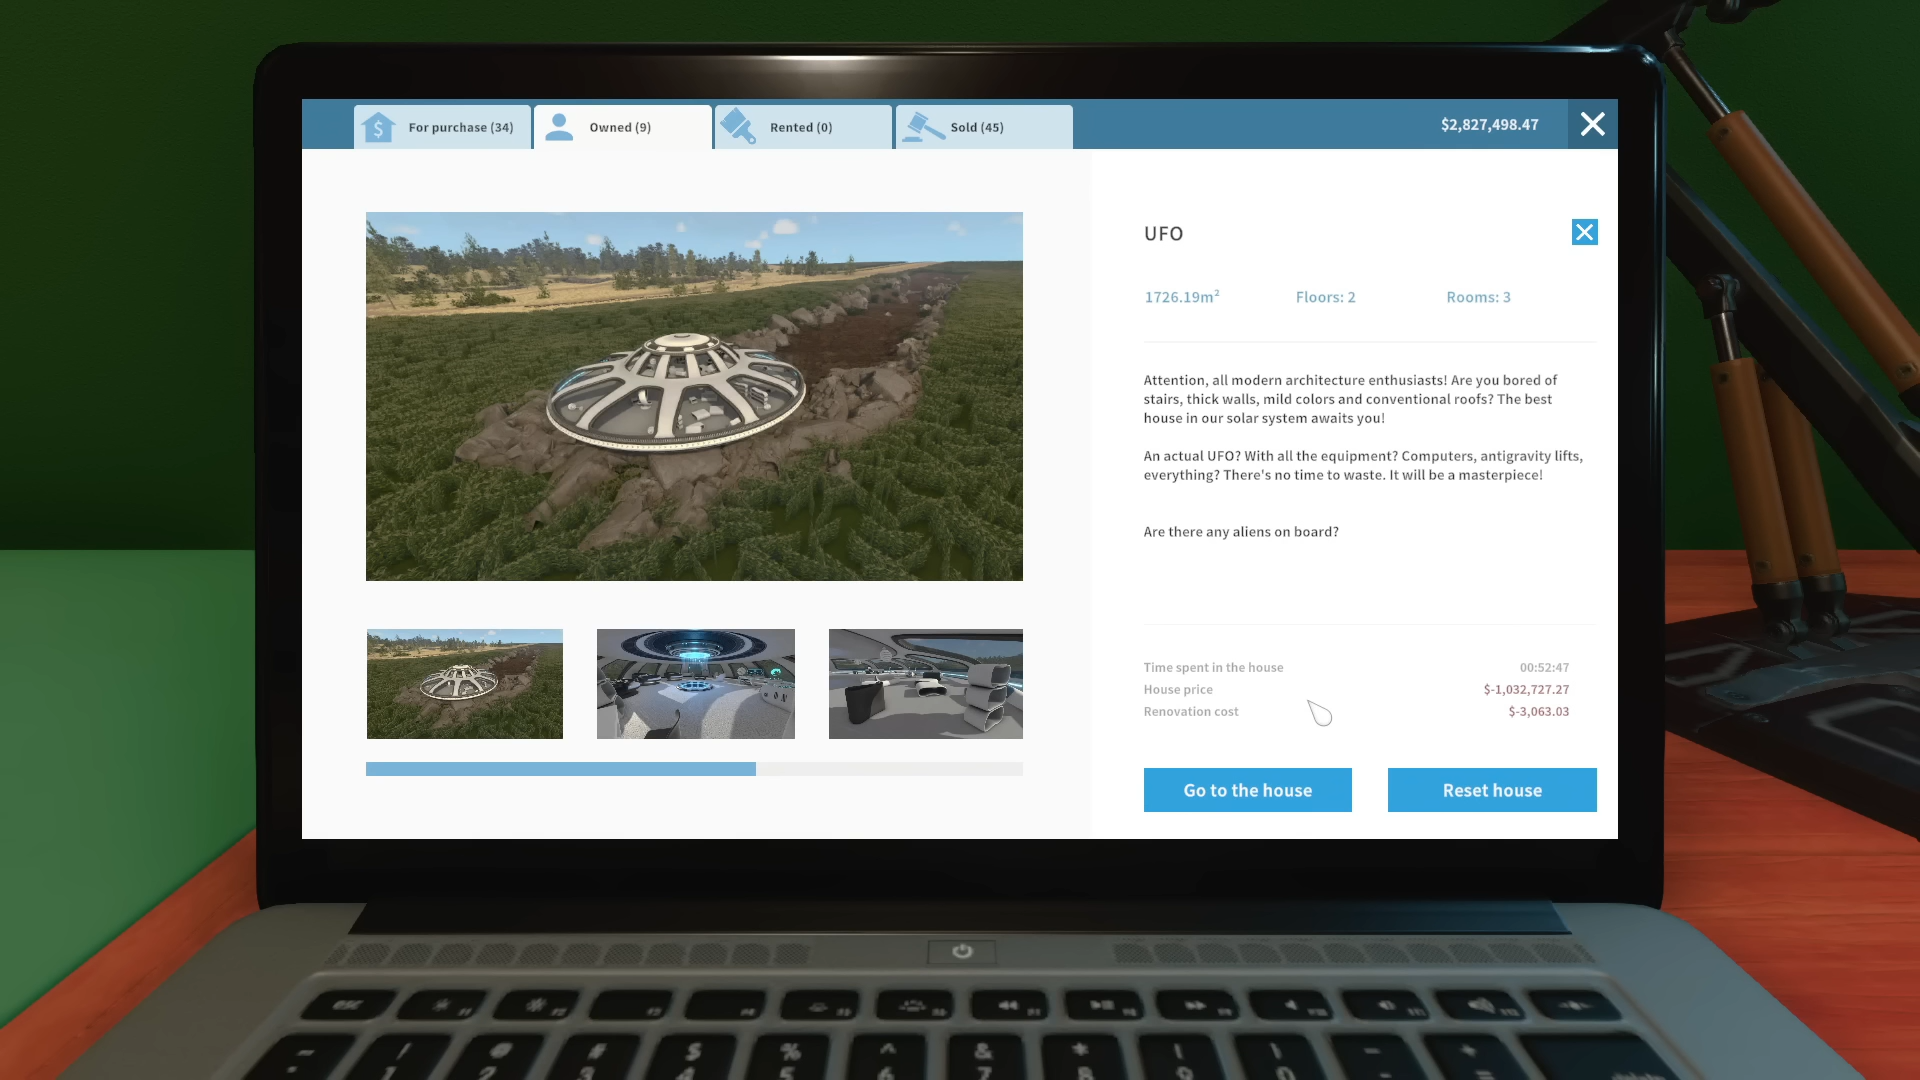 For purchase (34)
Owned (9)
Rented (0)
Sold (45)
$2,827,498.47
UFO
1726.19m²
Floors: 2
Rooms: 3
Attention, all modern architecture enthusiasts! Are you bored of
stairs, thick walls, mild colors and conventional roofs? The best
house in our solar system awaits you!
An actual UFO? With all the equipment? Computers, antigravity lifts,
everything? There's no time to waste. It will be a masterpiece!
Are there any aliens on board?
Time spent in the house 00:52:47
House price $-1,032,727.27
Renovation cost $-3,063.03
Go to the house
Reset house
esc